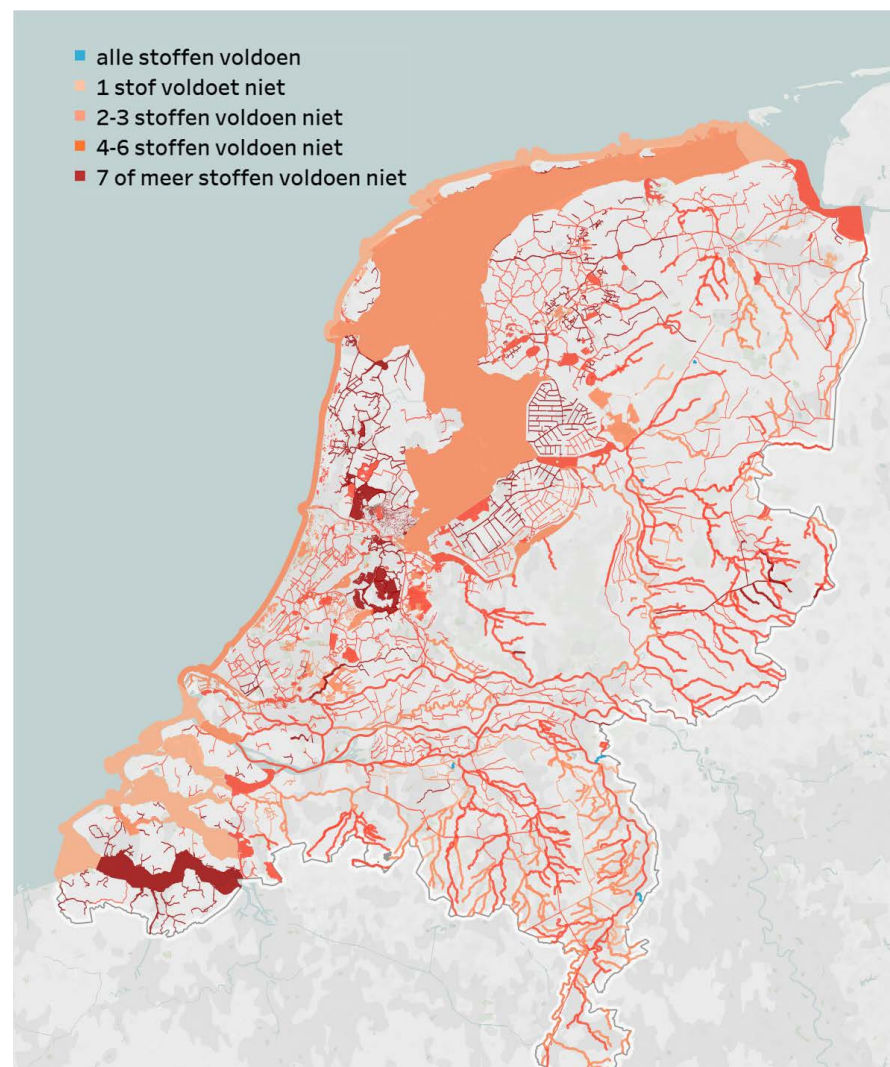 alle stoffen voldoen
1 stof voldoet niet
2-3 stoffen voldoen niet
4-6 stoffen voldoen niet
7 of meer stoffen voldoen niet